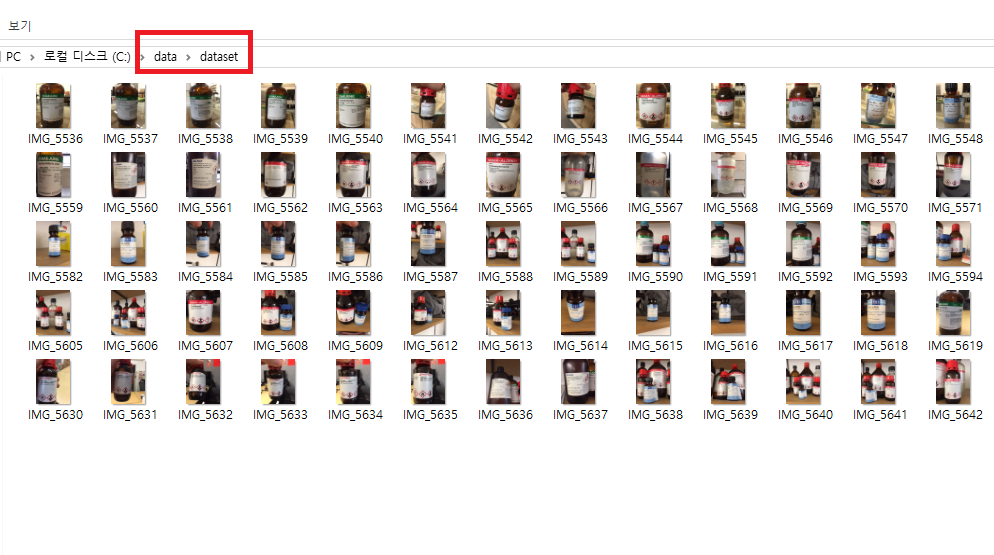 보기
PC > 로컬 디스크 (C:) > data > dataset
IMG_5536 IMG_5537 IMG_5538 IMG_5539 IMG_5540 IMG_5541 IMG_5542 IMG_5543 IMG_5544 IMG_5545 IMG_5546 IMG_5547 IMG_5548
IMG_5559 IMG_5560 IMG_5561 IMG_5562 IMG_5563 IMG_5564 IMG_5565 IMG_5566 IMG_5567 IMG_5568 IMG_5569 IMG_5570 IMG_5571
IMG_5582 IMG_5583 IMG_5584 IMG_5585 IMG_5586 IMG_5587 IMG_5588 IMG_5589 IMG_5590 IMG_5591 IMG_5592 IMG_5593 IMG_5594
IMG_5605 IMG_5606 IMG_5607 IMG_5608 IMG_5609 IMG_5612 IMG_5613 IMG_5614 IMG_5615 IMG_5616 IMG_5617 IMG_5618 IMG_5619
IMG_5630 IMG_5631 IMG_5632 IMG_5633 IMG_5634 IMG_5635 IMG_5636 IMG_5637 IMG_5638 IMG_5639 IMG_5640 IMG_5641 IMG_5642